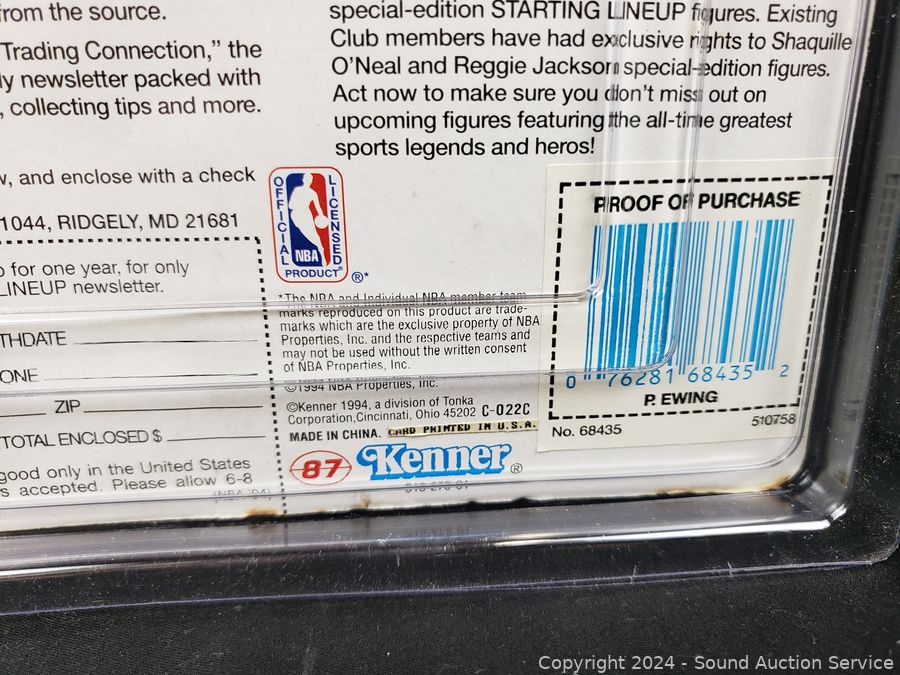 from the source.
Trading Connection," the
ly newsletter packed with
, collecting tips and more.
w, and enclose with a check
1044, RIDGELY, MD 21681
o for one year, for only
LINEUP newsletter.
THDATE
ONE
ZIP
TOTAL ENCLOSED $
good only in the United States
s accepted. Please allow 6-8
(NBA '94)
special-edition STARTING LINEUP figures. Existing
Club members have had exclusive rights to Shaquille
O'Neal and Reggie Jackson special-edition figures.
Act now to make sure you don't miss out on
upcoming figures featuring the all-time greatest
sports legends and heros!
OFFICIAL
LICENSED
NBA
PRODUCT®
®*
*The NBA and Individual NBA member team
marks reproduced on this product are trade-
marks which are the exclusive property of NBA
Properties, Inc. and the respective teams and
may not be used without the written consent
of NBA Properties, Inc.
©1994 NBA Properties, Inc.
©Kenner 1994, a division of Tonka
Corporation,Cincinnati, Ohio 45202 C-022C
MADE IN CHINA. CARD PRINTED IN U.S.A.
87 Kenner®
PROOF OF PURCHASE
0 76281 68435 2
P. EWING
No. 68435
510758
Copyright 2024 - Sound Auction Service